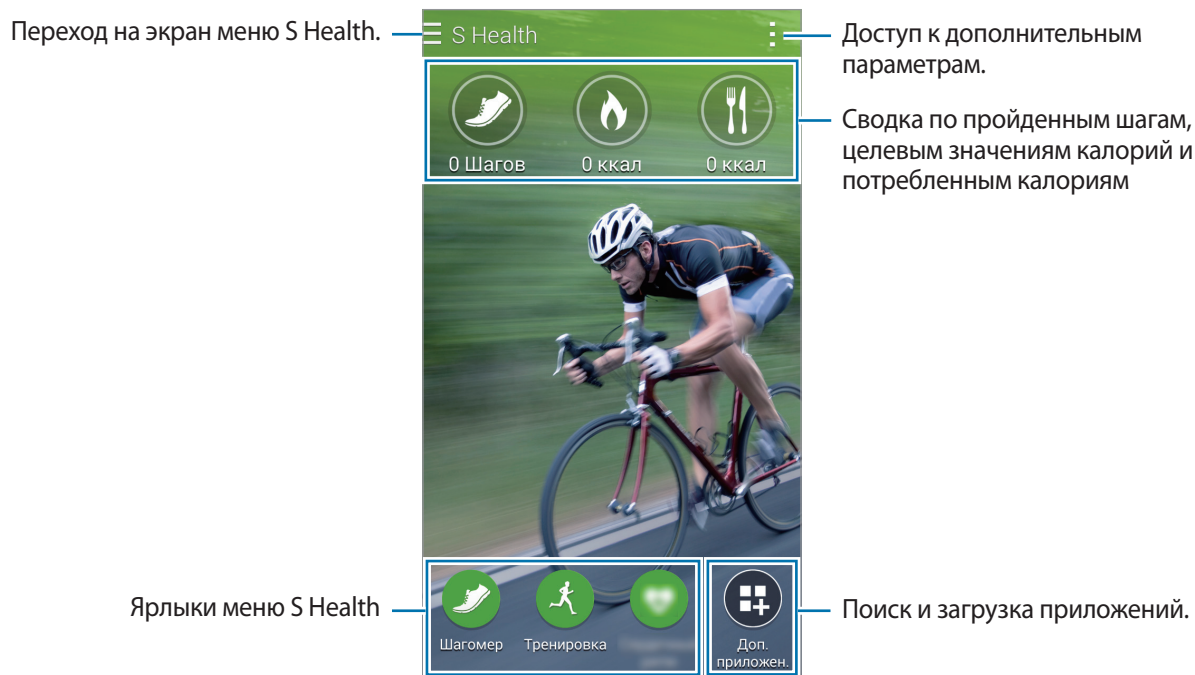 Переход на экран меню S Health.
S Health
Доступ к дополнительным
параметрам.
0 Шагов
0 ккал
0 ккал
Сводка по пройденным шагам,
целевым значениям калорий и
потребленным калориям
Ярлыки меню S Health
Шагомер
Тренировка
Доп.
приложен.
Поиск и загрузка приложений.